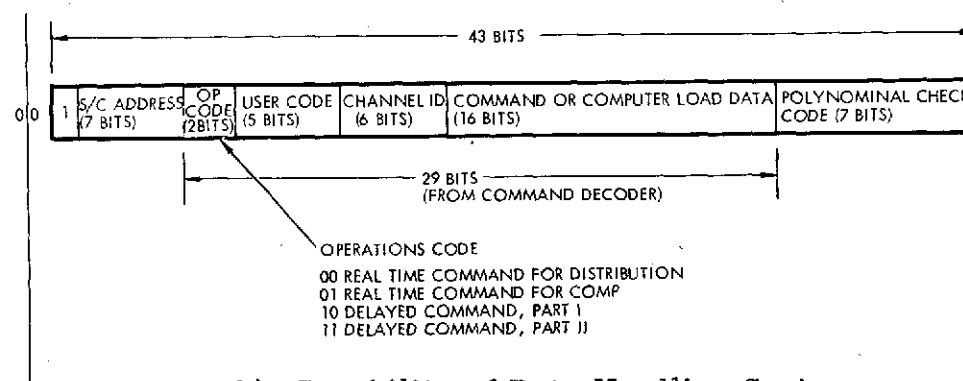 43 BITS
0 0 1 S/C ADDRESS (7 BITS)
OP CODE (2BITS)
USER CODE (5 BITS)
CHANNEL ID (6 BITS)
COMMAND OR COMPUTER LOAD DATA (16 BITS)
POLYNOMINAL CHECK CODE (7 BITS)
29 BITS
(FROM COMMAND DECODER)
OPERATIONS CODE
00 REAL TIME COMMAND FOR DISTRIBUTION
01 REAL TIME COMMAND FOR COMP
10 DELAYED COMMAND, PART I
11 DELAYED COMMAND, PART II